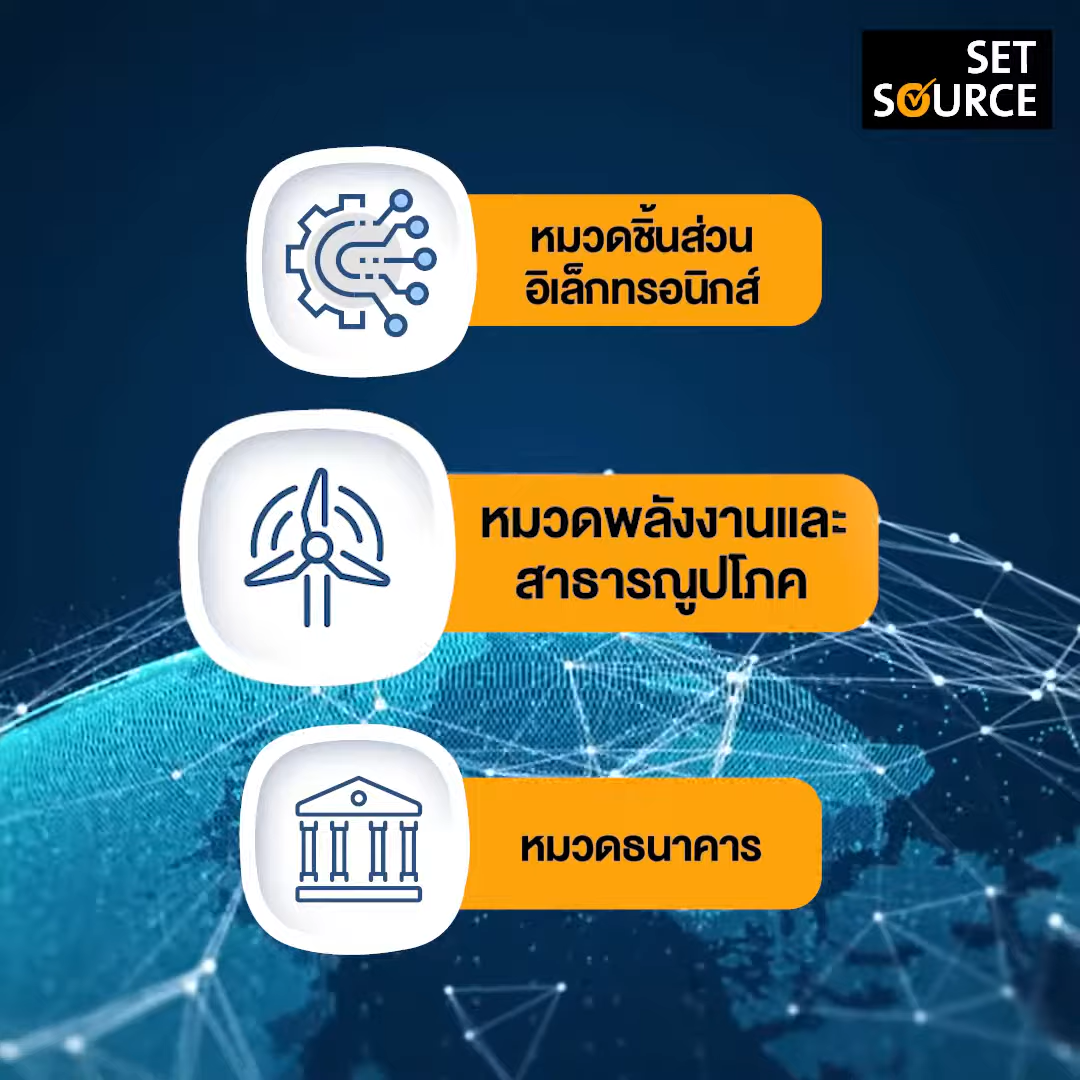 SET
SOURCE
หมวดชิ้นส่วน
อิเล็กทรอนิกส์
หมวดพลังงานและ
สาธารณูปโภค
หมวดธนาคาร